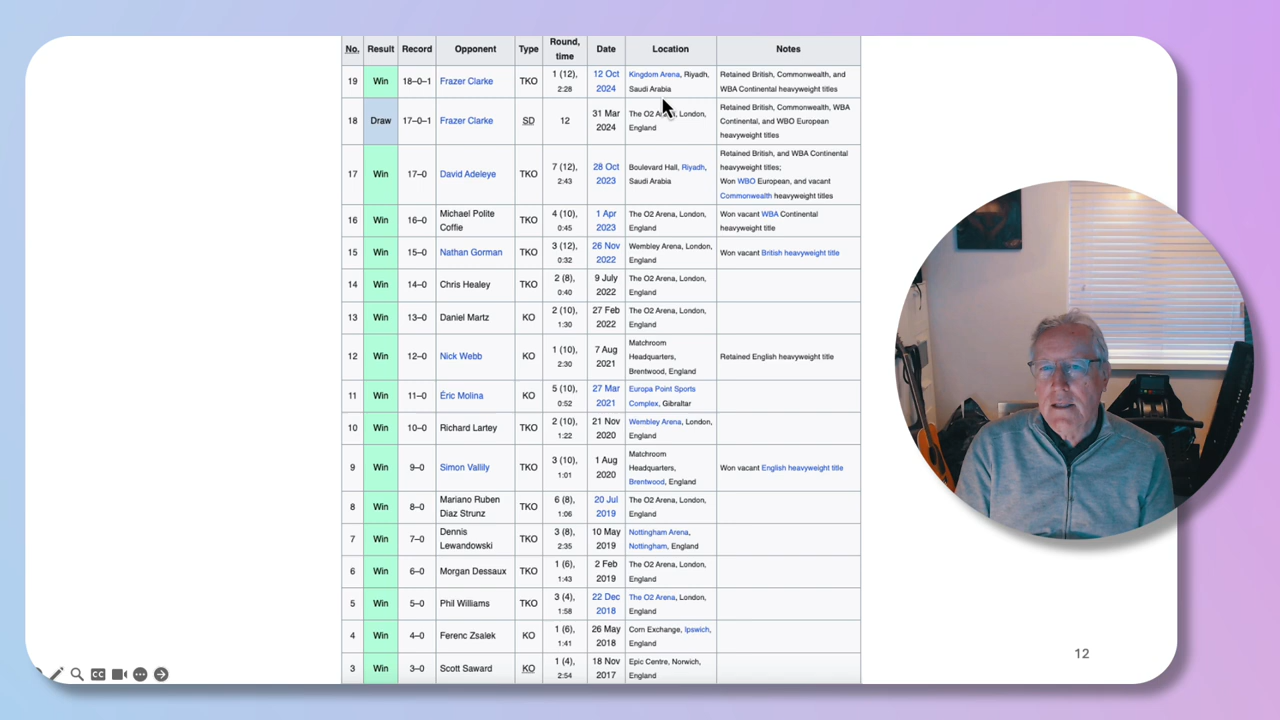 No. Result Record Opponent Type Round, time Date Location Notes
19 Win 18–0–1 Frazer Clarke TKO 1 (12), 2:28 12 Oct 2024 Kingdom Arena, Riyadh, Saudi Arabia Retained British, Commonwealth, and WBA Continental heavyweight titles
18 Draw 17–0–1 Frazer Clarke SD 12 31 Mar 2024 The O2 London, England Retained British, Commonwealth, WBA Continental, and WBO European heavyweight titles
17 Win 17–0 David Adeleye TKO 7 (12), 2:43 28 Oct 2023 Boulevard Hall, Riyadh, Saudi Arabia Retained British, and WBA Continental heavyweight titles; Won WBO European, and vacant Commonwealth heavyweight titles
16 Win 16–0 Michael Polite Coffie TKO 4 (10), 0:45 1 Apr 2023 The O2 Arena, London, England Won vacant WBA Continental heavyweight title
15 Win 15–0 Nathan Gorman TKO 3 (12), 0:32 26 Nov 2022 Wembley Arena, London, England Won vacant British heavyweight title
14 Win 14–0 Chris Healey TKO 2 (8), 0:40 9 July 2022 The O2 Arena, London, England
13 Win 13–0 Daniel Martz KO 2 (10), 1:30 27 Feb 2022 The O2 Arena, London, England
12 Win 12–0 Nick Webb KO 1 (10), 2:30 7 Aug 2021 Matchroom Headquarters, Brentwood, England Retained English heavyweight title
11 Win 11–0 Éric Molina KO 5 (10), 0:52 27 Mar 2021 Europa Point Sports Complex, Gibraltar
10 Win 10–0 Richard Lartey TKO 2 (10), 1:22 21 Nov 2020 Wembley Arena, London, England
9 Win 9–0 Simon Vallily TKO 3 (10), 1:01 1 Aug 2020 Matchroom Headquarters, Brentwood, England Won vacant English heavyweight title
8 Win 8–0 Mariano Ruben Diaz Strunz TKO 6 (8), 1:06 20 Jul 2019 The O2 Arena, London, England
7 Win 7–0 Dennis Lewandowski TKO 3 (8), 2:35 10 May 2019 Nottingham Arena, Nottingham, England
6 Win 6–0 Morgan Dessaux TKO 1 (6), 1:43 2 Feb 2019 The O2 Arena, London, England
5 Win 5–0 Phil Williams TKO 3 (4), 1:58 22 Dec 2018 The O2 Arena, London, England
4 Win 4–0 Ferenc Zsalek KO 1 (6), 1:41 26 May 2018 Corn Exchange, Ipswich, England
3 Win 3–0 Scott Saward KO 1 (4), 2:54 18 Nov 2017 Epic Centre, Norwich, England
12
CC